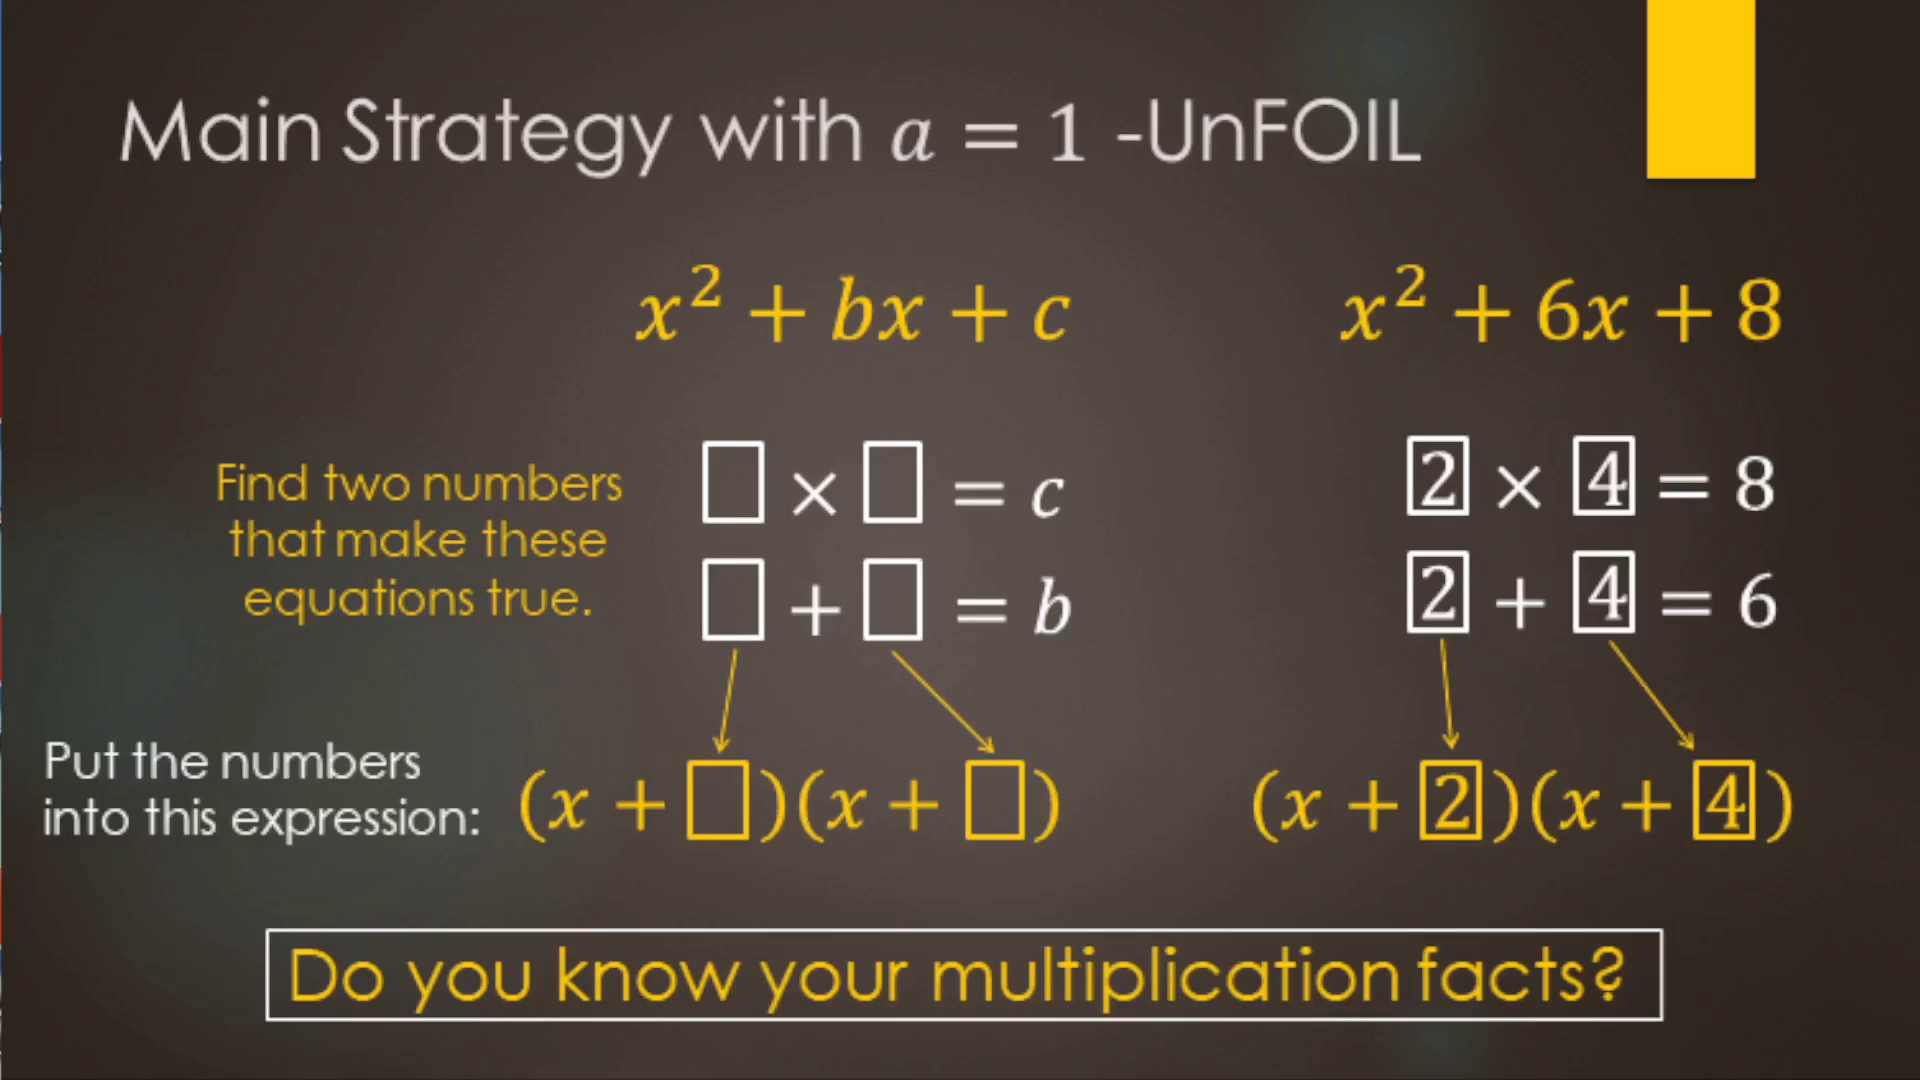 Main Strategy with a = 1 -UnFOIL
x² + bx + c
x² + 6x + 8
Find two numbers
that make these
equations true.
□ × □ = c
□ + □ = b
2 × 4 = 8
2 + 4 = 6
Put the numbers
into this expression:
(x + □)(x + □)
(x + 2)(x + 4)
Do you know your multiplication facts?